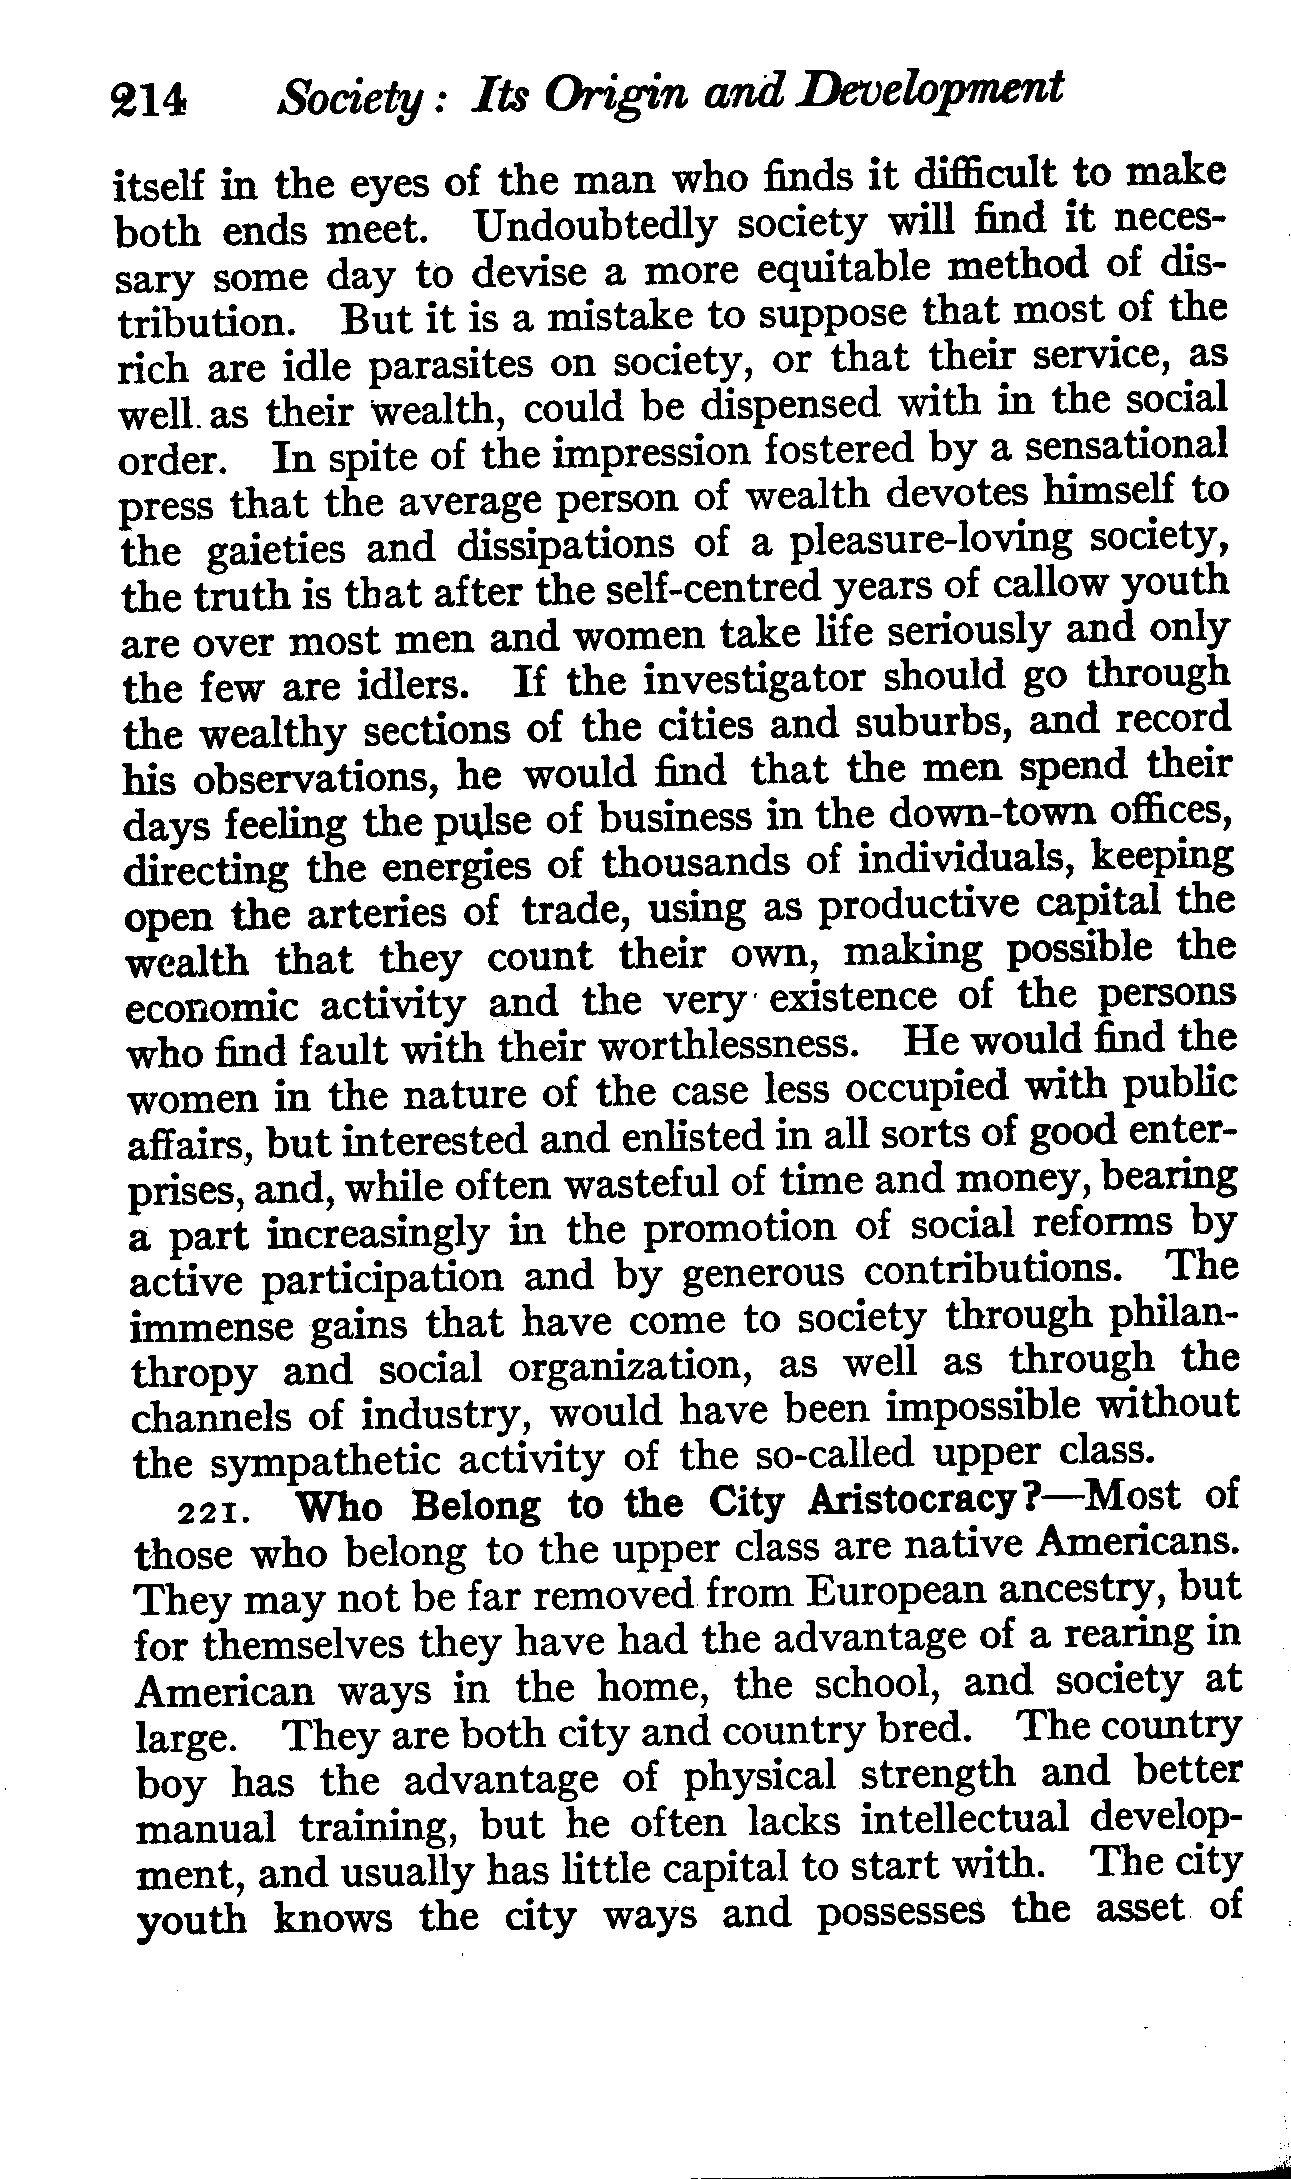 214 Society: Its Origin and Development
itself in the eyes of the man who finds it difficult to make
both ends meet. Undoubtedly society will find it neces-
sary some day to devise a more equitable method of dis-
tribution. But it is a mistake to suppose that most of the
rich are idle parasites on society, or that their service, as
well as their wealth, could be dispensed with in the social
order. In spite of the impression fostered by a sensational
press that the average person of wealth devotes himself to
the gaieties and dissipations of a pleasure-loving society,
the truth is that after the self-centred years of callow youth
are over most men and women take life seriously and only
the few are idlers. If the investigator should go through
the wealthy sections of the cities and suburbs, and record
his observations, he would find that the men spend their
days feeling the pulse of business in the down-town offices,
directing the energies of thousands of individuals, keeping
open the arteries of trade, using as productive capital the
wealth that they count their own, making possible the
economic activity and the very existence of the persons
who find fault with their worthlessness. He would find the
women in the nature of the case less occupied with public
affairs, but interested and enlisted in all sorts of good enter-
prises, and, while often wasteful of time and money, bearing
a part increasingly in the promotion of social reforms by
active participation and by generous contributions. The
immense gains that have come to society through philan-
thropy and social organization, as well as through the
channels of industry, would have been impossible without
the sympathetic activity of the so-called upper class.
221. Who Belong to the City Aristocracy?—Most of
those who belong to the upper class are native Americans.
They may not be far removed from European ancestry, but
for themselves they have had the advantage of a rearing in
American ways in the home, the school, and society at
large. They are both city and country bred. The country
boy has the advantage of physical strength and better
manual training, but he often lacks intellectual develop-
ment, and usually has little capital to start with. The city
youth knows the city ways and possesses the asset of